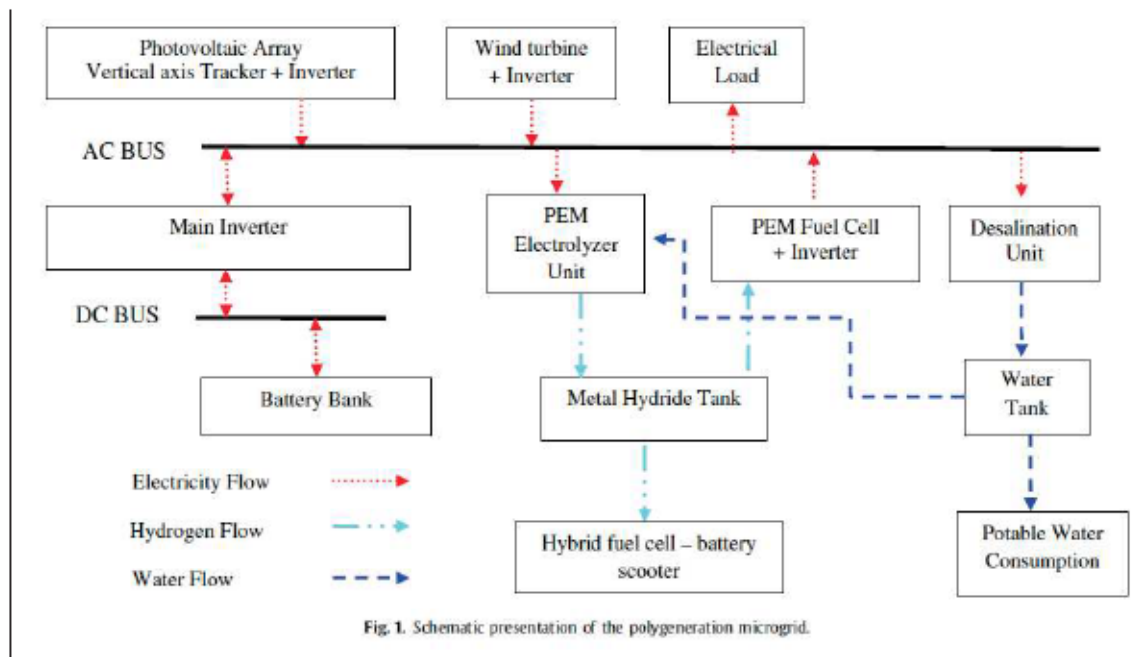 Photovoltaic Array
Vertical axis Tracker + Inverter
Wind turbine
+ Inverter
Electrical
Load
AC BUS
Main Inverter
PEM
Electrolyzer
Unit
PEM Fuel Cell
+ Inverter
Desalination
Unit
DC BUS
Battery Bank
Metal Hydride Tank
Water
Tank
Electricity Flow
Hydrogen Flow
Water Flow
Hybrid fuel cell – battery
scooter
Potable Water
Consumption
Fig. 1. Schematic presentation of the polygeneration microgrid.